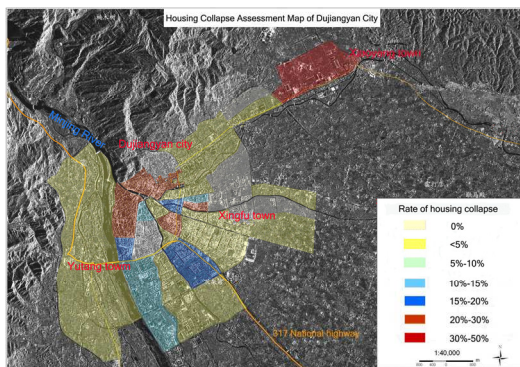 Housing Collapse Assessment Map of Dujiangyan City
Minjing River
Dujiangyan city
Xingfu town
Yutang town
317 National highway
Rate of housing collapse
0%
<5%
5%-10%
10%-15%
15%-20%
20%-30%
30%-50%
1:40,000